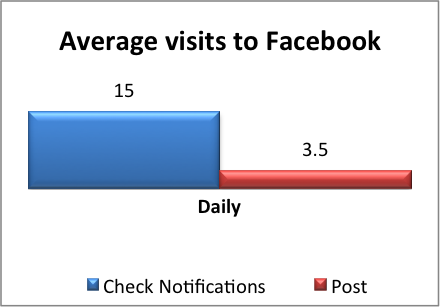 Average visits to Facebook
15
3.5
Daily
Check Notifications
Post